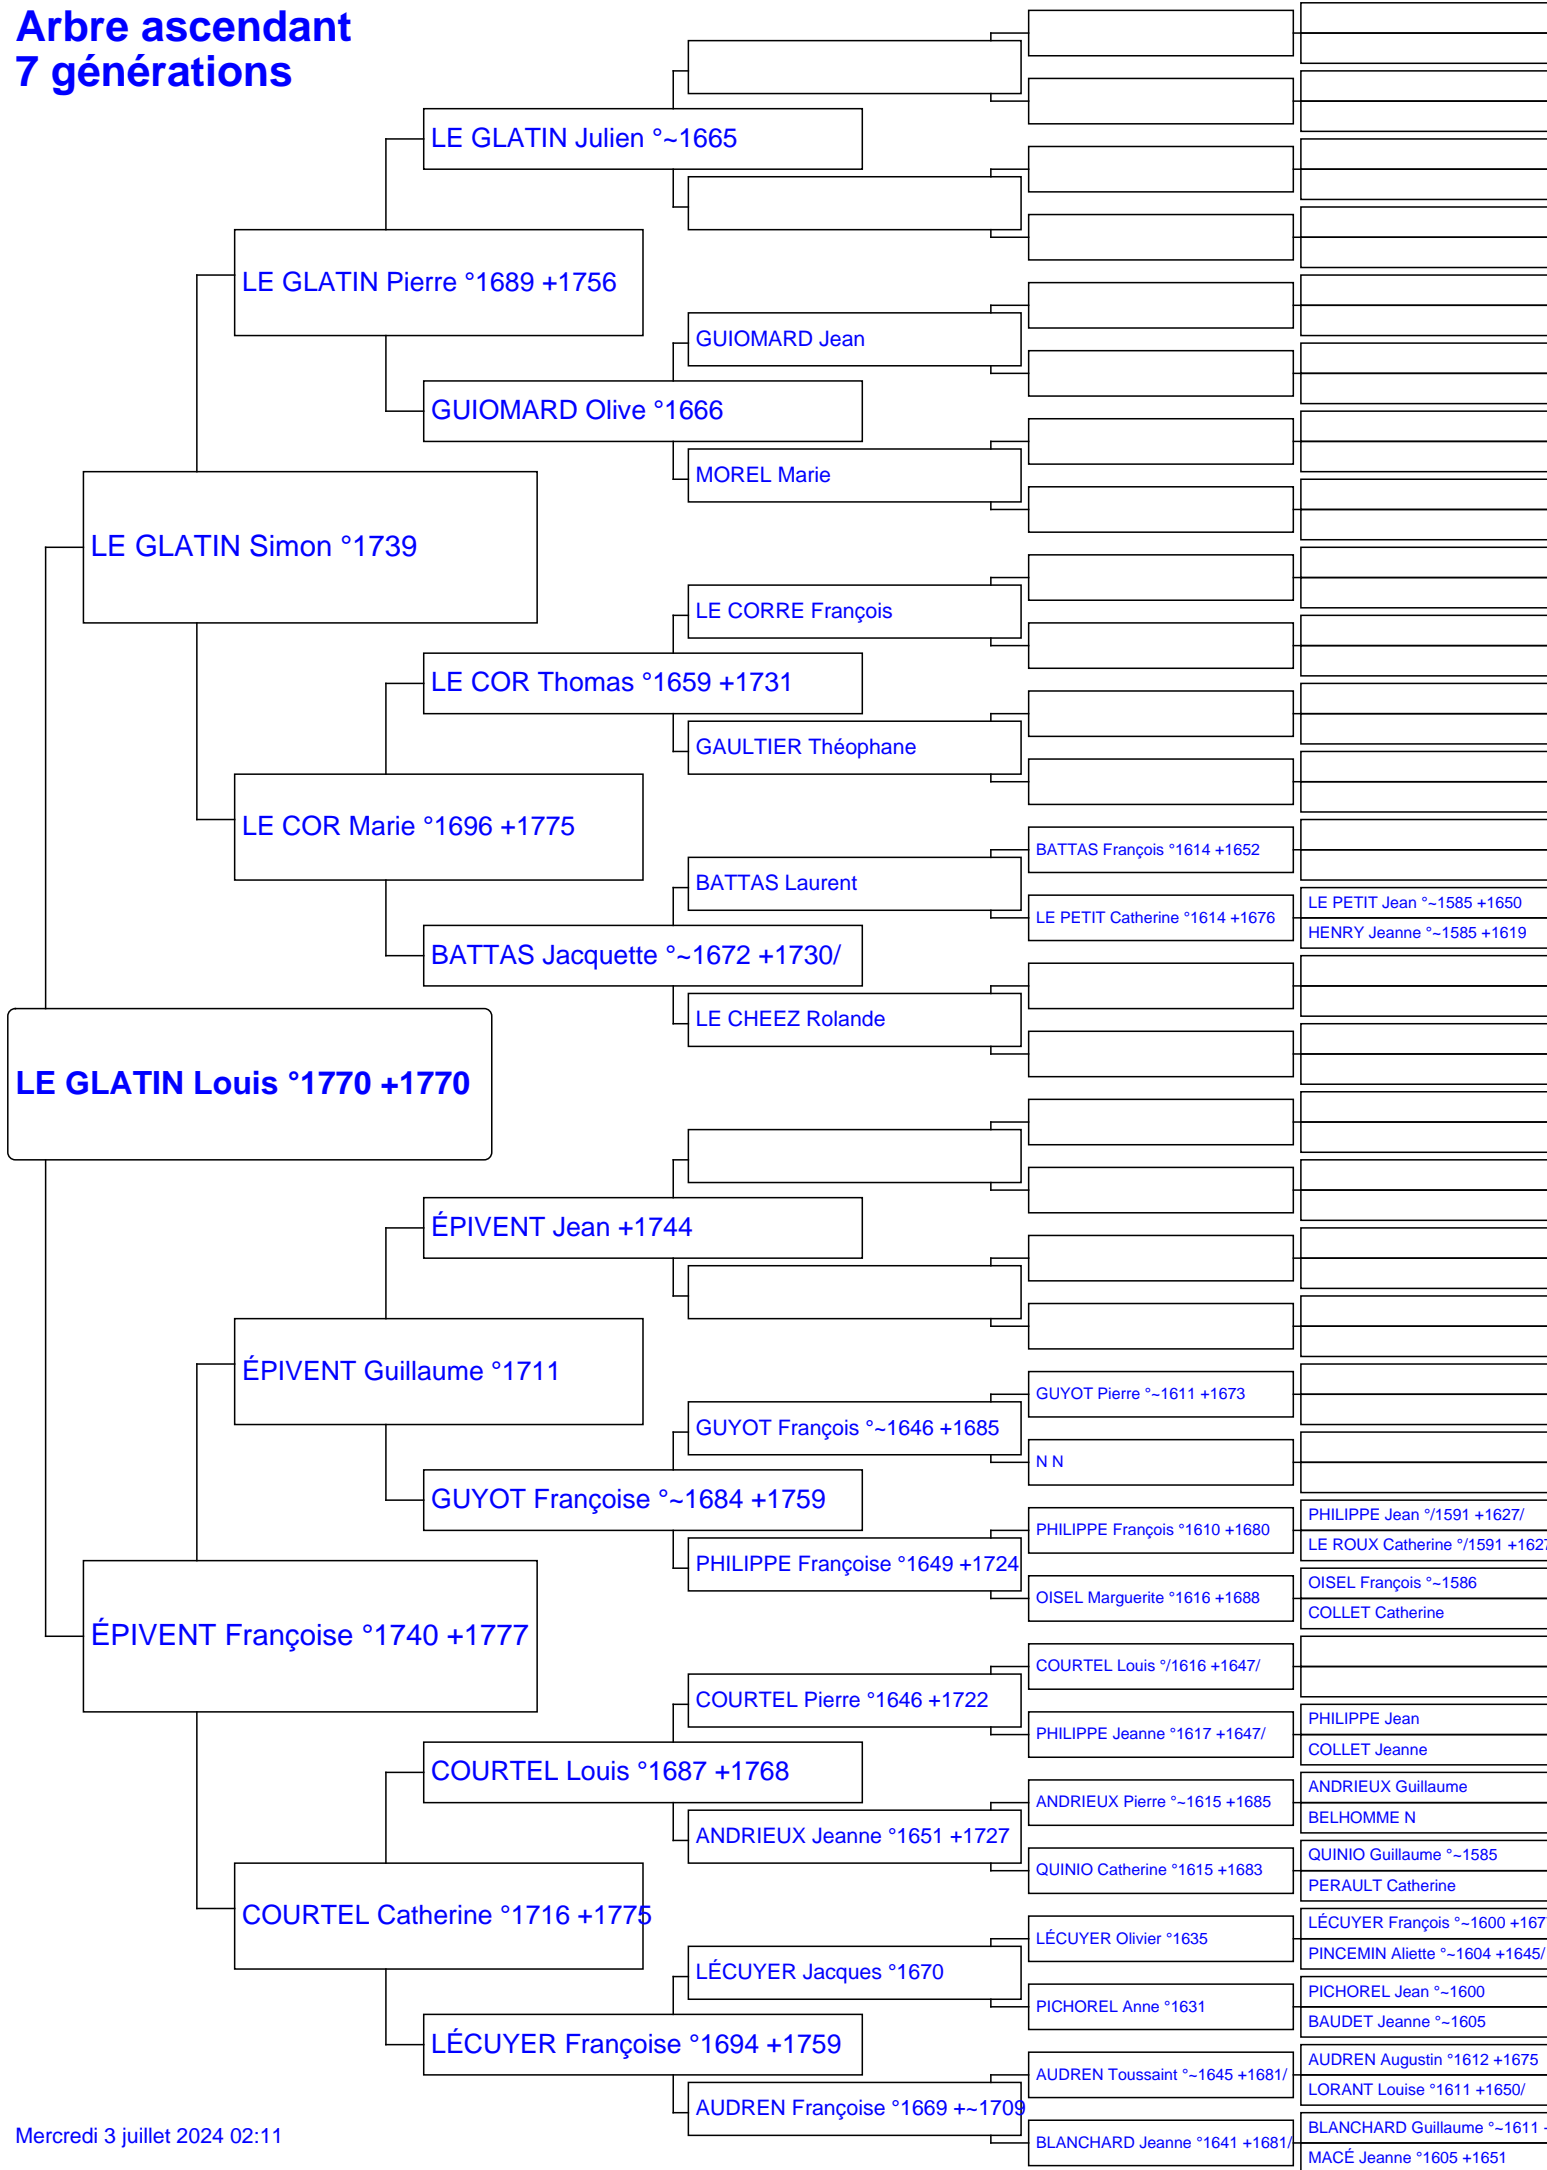 Arbre ascendant
7 générations
LE GLATIN Julien °~1665
LE GLATIN Pierre °1689 +1756
GUIOMARD Jean
GUIOMARD Olive °1666
MOREL Marie
LE GLATIN Simon °1739
LE CORRE François
LE COR Thomas °1659 +1731
GAULTIER Théophane
LE COR Marie °1696 +1775
BATTAS François °1614 +1652
BATTAS Laurent
LE PETIT Jean °~1585 +1650
LE PETIT Catherine °1614 +1676
HENRY Jeanne °~1585 +1619
BATTAS Jacquette °~1672 +1730/
LE CHEEZ Rolande
LE GLATIN Louis °1770 +1770
ÉPIVENT Jean +1744
ÉPIVENT Guillaume °1711
GUYOT Pierre °~1611 +1673
GUYOT François °~1646 +1685
N N
GUYOT Françoise °~1684 +1759
PHILIPPE Jean °/1591 +1627/
PHILIPPE François °1610 +1680
LE ROUX Catherine °/1591 +1627
PHILIPPE Françoise °1649 +1724
OISEL François °~1586
OISEL Marguerite °1616 +1688
COLLET Catherine
ÉPIVENT Françoise °1740 +1777
COURTEL Louis °/1616 +1647/
COURTEL Pierre °1646 +1722
PHILIPPE Jean
PHILIPPE Jeanne °1617 +1647/
COLLET Jeanne
COURTEL Louis °1687 +1768
ANDRIEUX Guillaume
ANDRIEUX Pierre °~1615 +1685
BELHOMME N
ANDRIEUX Jeanne °1651 +1727
QUINIO Guillaume °~1585
QUINIO Catherine °1615 +1683
PERAULT Catherine
COURTEL Catherine °1716 +1775
LÉCUYER François °~1600 +167
LÉCUYER Olivier °1635
PINCEMIN Aliette °~1604 +1645/
LÉCUYER Jacques °1670
PICHOREL Jean °~1600
PICHOREL Anne °1631
BAUDET Jeanne °~1605
LÉCUYER Françoise °1694 +1759
AUDREN Augustin °1612 +1675
AUDREN Toussaint °~1645 +1681/
LORANT Louise °1611 +1650/
AUDREN Françoise °1669 +~1709
BLANCHARD Guillaume °~1611
BLANCHARD Jeanne °1641 +1681/
MACÉ Jeanne °1605 +1651
Mercredi 3 juillet 2024 02:11